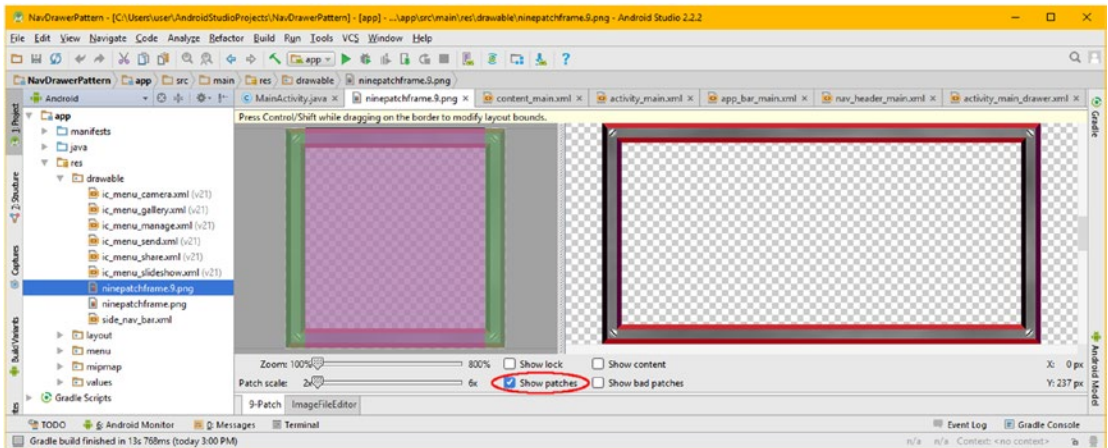 NavDrawerPattern - [C:\Users\user\AndroidStudioProjects\NavDrawerPattern] - [app] - ...\app\src\main\res\drawable\ninepatchframe.9.png - Android Studio 2.2.2
File Edit View Navigate Code Analyze Refactor Build Run Tools VCS Window Help
app
NavDrawerPattern app src main res drawable ninepatchframe.9.png
Android
MainActivity.java ninepatchframe.9.png content_main.xml activity_main.xml app_bar_main.xml nav_header_main.xml activity_main_drawer.xml
Press Control/Shift while dragging on the border to modify layout bounds.
1: Project
Z: Structure
Captures
Build Variants
app
manifests
java
res
drawable
ic_menu_camera.xml (v21)
ic_menu_gallery.xml (v21)
ic_menu_manage.xml (v21)
ic_menu_send.xml (v21)
ic_menu_share.xml (v21)
ic_menu_slideshow.xml (v21)
ninepatchframe.9.png
ninepatchframe.png
side_nav_bar.xml
layout
menu
mipmap
values
Gradle Scripts
Zoom: 100% 800% Show lock Show content X: 0 px
Patch scale: 2x 6x Show patches Show bad patches Y: 237 px
9-Patch ImageFileEditor
Gradle
Android Model
TODO 6: Android Monitor 0: Messages Terminal Event Log Gradle Console
Gradle build finished in 13s 768ms (today 3:00 PM) n/a n/a Context: <no context>